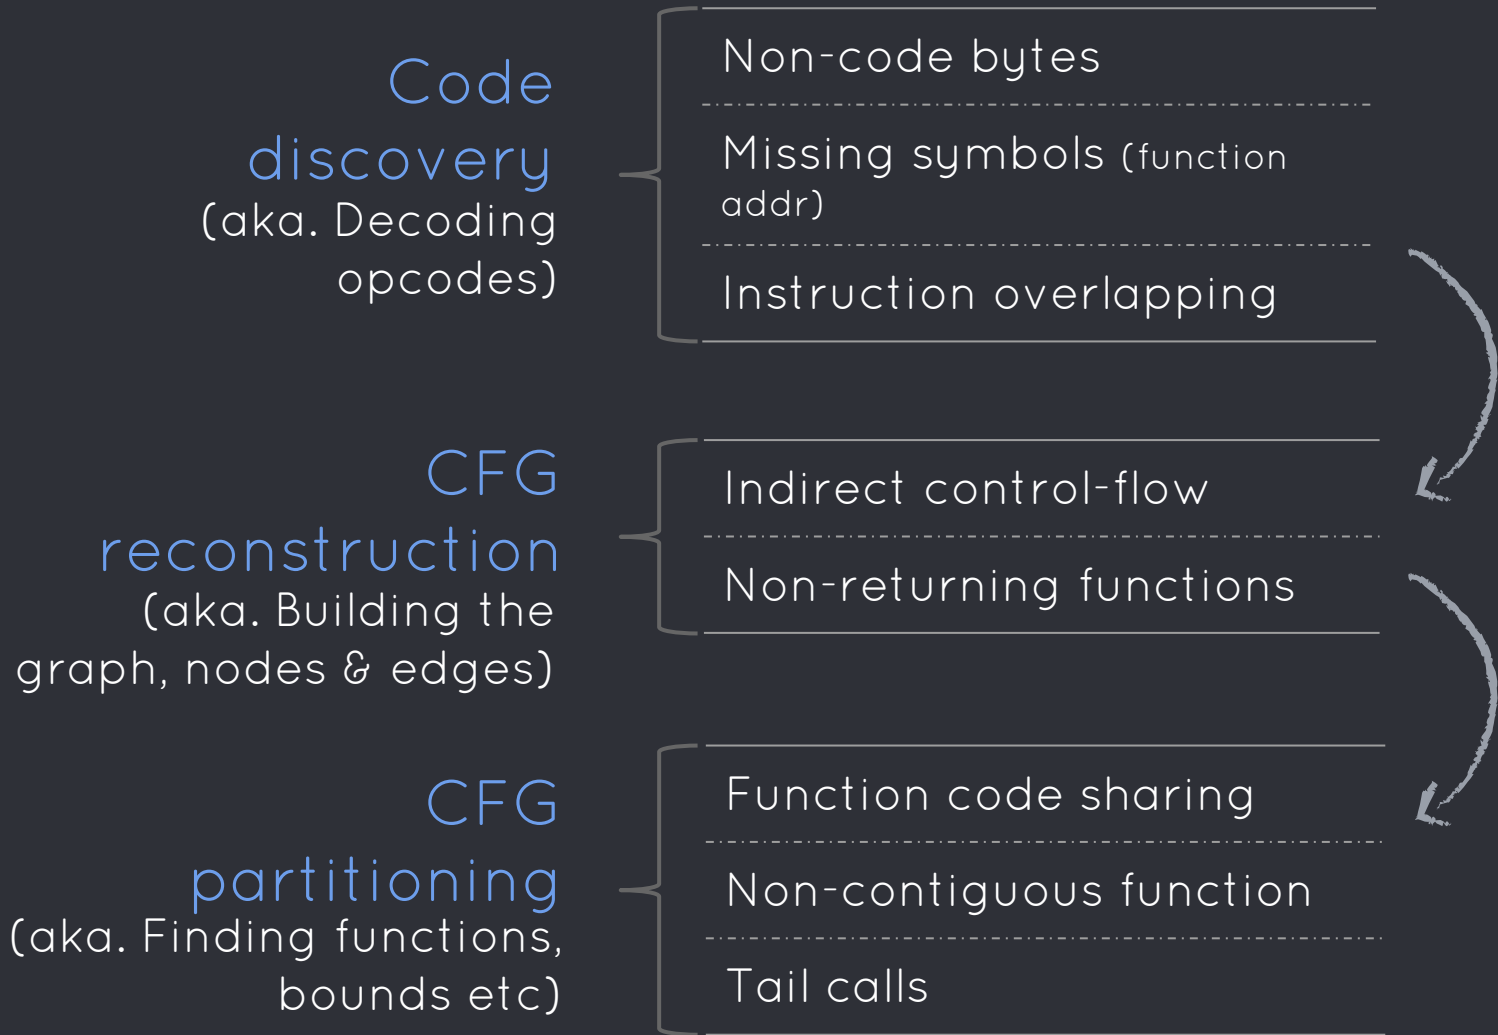 Code
discovery
(aka. Decoding
opcodes)
Non-code bytes
Missing symbols (function
addr)
Instruction overlapping
CFG
reconstruction
(aka. Building the
graph, nodes & edges)
Indirect control-flow
Non-returning functions
CFG
partitioning
(aka. Finding functions,
bounds etc)
Function code sharing
Non-contiguous function
Tail calls